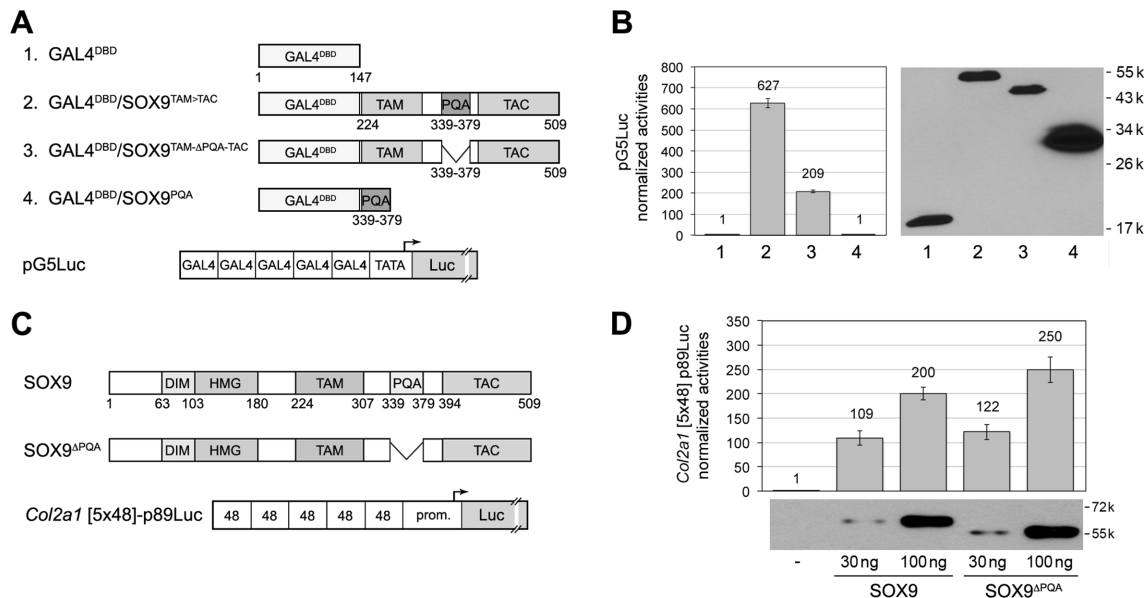 A
1. GAL4DBD
GAL4DBD
1 147
2. GAL4DBD/SOX9TAM>TAC
GAL4DBD TAM PQA TAC
224 339-379 509
3. GAL4DBD/SOX9TAM-ΔPQA-TAC
GAL4DBD TAM TAC
339-379 509
4. GAL4DBD/SOX9PQA
GAL4DBD PQA
339-379
pG5Luc
GAL4 GAL4 GAL4 GAL4 GAL4 TATA Luc
B
pG5Luc
normalized activities
800
700
600
500
400
300
200
100
0
1 627 209 1
1 2 3 4
55 k
43 k
34 k
26 k
17 k
1 2 3 4
C
SOX9
DIM HMG TAM PQA TAC
1 63 103 180 224 307 339 379 394 509
SOX9ΔPQA
DIM HMG TAM TAC
Col2a1 [5x48]-p89Luc
48 48 48 48 48 prom. Luc
D
Col2a1 [5x48] p89Luc
normalized activities
350
300
250
200
150
100
50
0
1 109 200 122 250
72 k
55 k
- 30 ng 100 ng 30 ng 100 ng
SOX9 SOX9ΔPQA